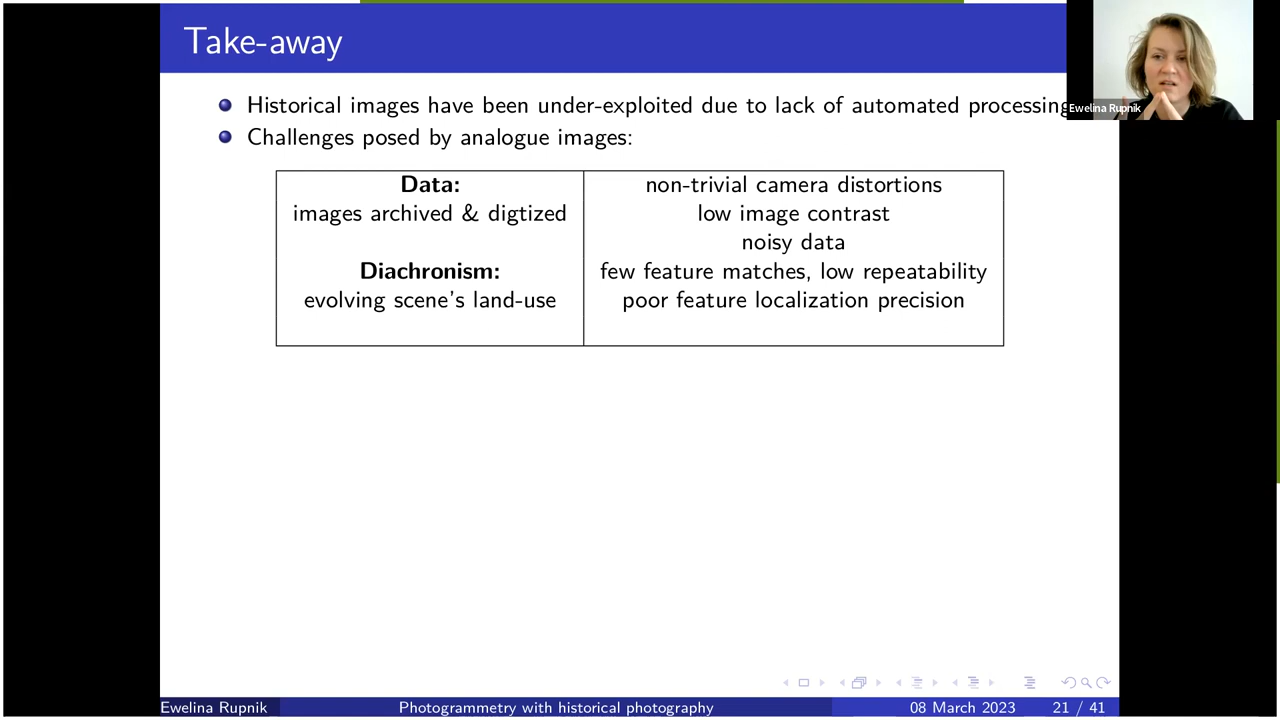 Take-away
Historical images have been under-exploited due to lack of automated processing
Challenges posed by analogue images:
Data:
images archived & digtized
non-trivial camera distortions
low image contrast
noisy data
Diachronism:
evolving scene's land-use
few feature matches, low repeatability
poor feature localization precision
Ewelina Rupnik
Ewelina Rupnik
Photogrammetry with historical photography
08 March 2023
21 / 41